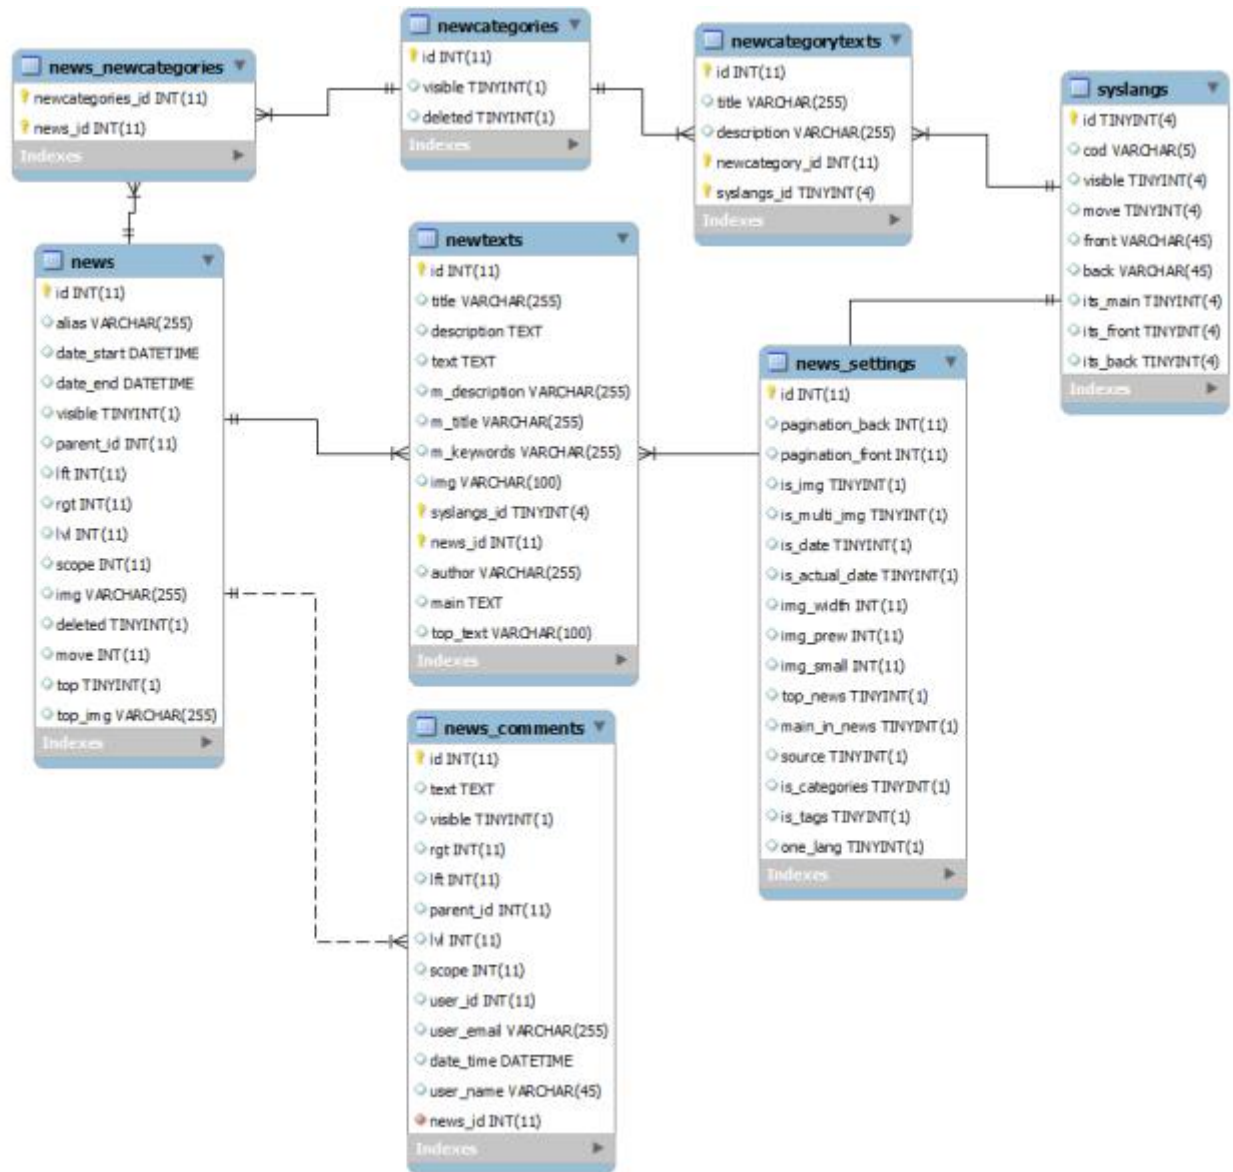 newcategories
id INT(11)
visible TINYINT(1)
deleted TINYINT(1)
Indexes
news_newcategories
newcategories_id INT(11)
news_id INT(11)
Indexes
newcategorytexts
id INT(11)
title VARCHAR(255)
description VARCHAR(255)
newcategory_id INT(11)
syslangs_id TINYINT(4)
Indexes
syslangs
id TINYINT(4)
cod VARCHAR(5)
visible TINYINT(4)
move TINYINT(4)
front VARCHAR(45)
back VARCHAR(45)
its_main TINYINT(4)
its_front TINYINT(4)
its_back TINYINT(4)
Indexes
news
id INT(11)
alias VARCHAR(255)
date_start DATETIME
date_end DATETIME
visible TINYINT(1)
parent_id INT(11)
lft INT(11)
rgt INT(11)
lvl INT(11)
scope INT(11)
img VARCHAR(255)
deleted TINYINT(1)
move INT(11)
top TINYINT(1)
top_img VARCHAR(255)
Indexes
newtexts
id INT(11)
title VARCHAR(255)
description TEXT
text TEXT
m_description VARCHAR(255)
m_title VARCHAR(255)
m_keywords VARCHAR(255)
img VARCHAR(100)
syslangs_id TINYINT(4)
news_id INT(11)
author VARCHAR(255)
main TEXT
top_text VARCHAR(100)
Indexes
news_settings
id INT(11)
pagination_back INT(11)
pagination_front INT(11)
is_img TINYINT(1)
is_multi_img TINYINT(1)
is_date TINYINT(1)
is_actual_date TINYINT(1)
img_width INT(11)
img_prew INT(11)
img_small INT(11)
top_news TINYINT(1)
main_in_news TINYINT(1)
source TINYINT(1)
is_categories TINYINT(1)
is_tags TINYINT(1)
one_lang TINYINT(1)
Indexes
news_comments
id INT(11)
text TEXT
visible TINYINT(1)
rgt INT(11)
lft INT(11)
parent_id INT(11)
lvl INT(11)
scope INT(11)
user_id INT(11)
user_email VARCHAR(255)
date_time DATETIME
user_name VARCHAR(45)
news_id INT(11)
Indexes